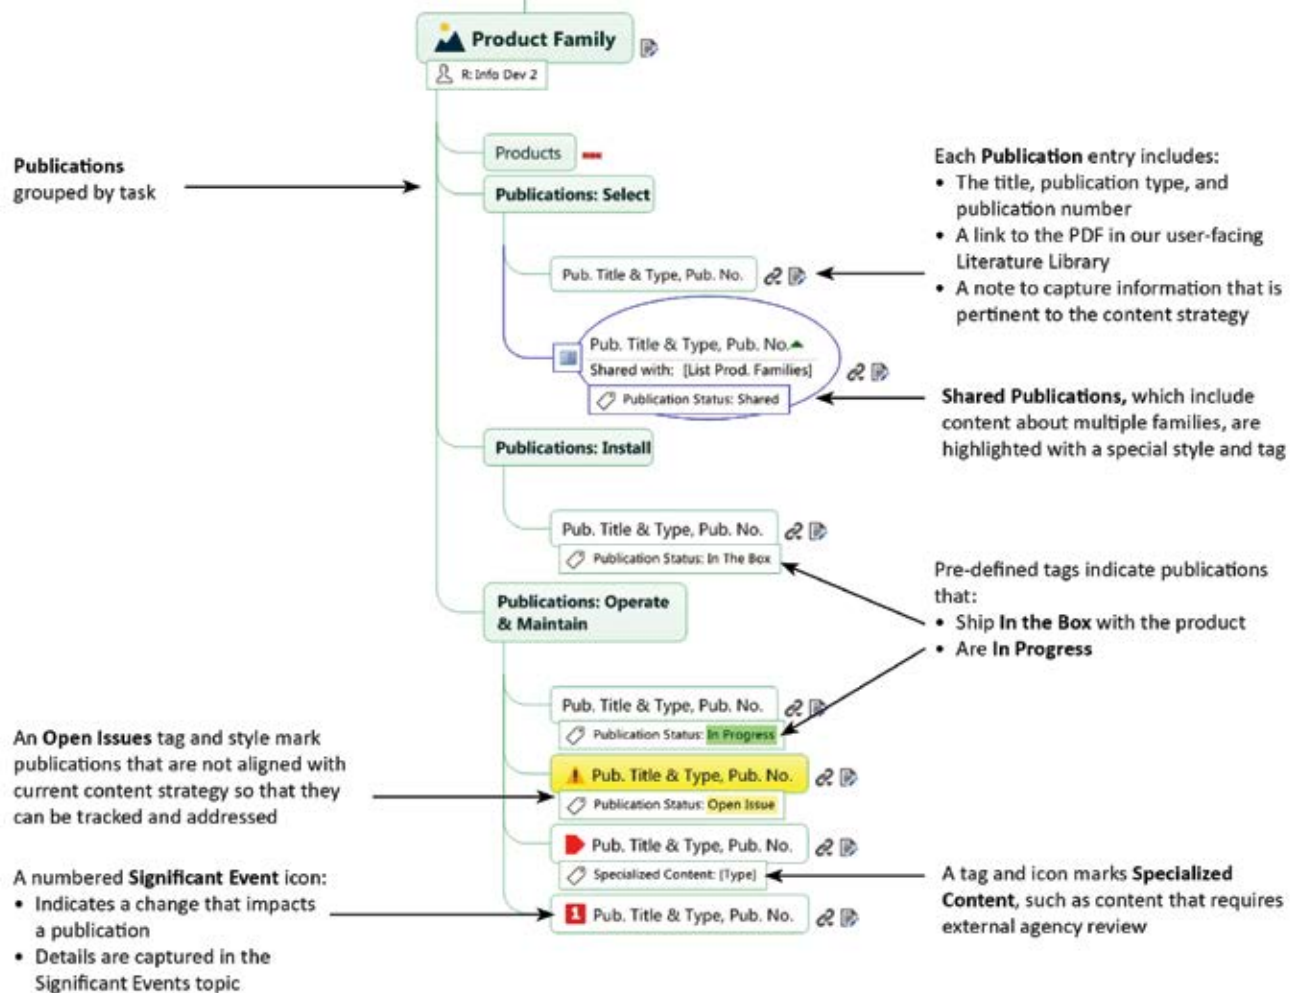 Product Family
R: Info Dev 2
Publications
grouped by task
Products
Publications: Select
Each Publication entry includes:
• The title, publication type, and
publication number
• A link to the PDF in our user-facing
Literature Library
• A note to capture information that is
pertinent to the content strategy
Pub. Title & Type, Pub. No.
Pub. Title & Type, Pub. No.
Shared with: [List Prod. Families]
Publication Status: Shared
Shared Publications, which include
content about multiple families, are
highlighted with a special style and tag
Publications: Install
Pub. Title & Type, Pub. No.
Publication Status: In The Box
Pre-defined tags indicate publications
that:
• Ship In the Box with the product
• Are In Progress
Publications: Operate
& Maintain
Pub. Title & Type, Pub. No.
Publication Status: In Progress
An Open Issues tag and style mark
publications that are not aligned with
current content strategy so that they
can be tracked and addressed
Pub. Title & Type, Pub. No.
Publication Status: Open Issue
Pub. Title & Type, Pub. No.
Specialized Content: [Type]
A tag and icon marks Specialized
Content, such as content that requires
external agency review
A numbered Significant Event icon:
• Indicates a change that impacts
a publication
• Details are captured in the
Significant Events topic
1 Pub. Title & Type, Pub. No.